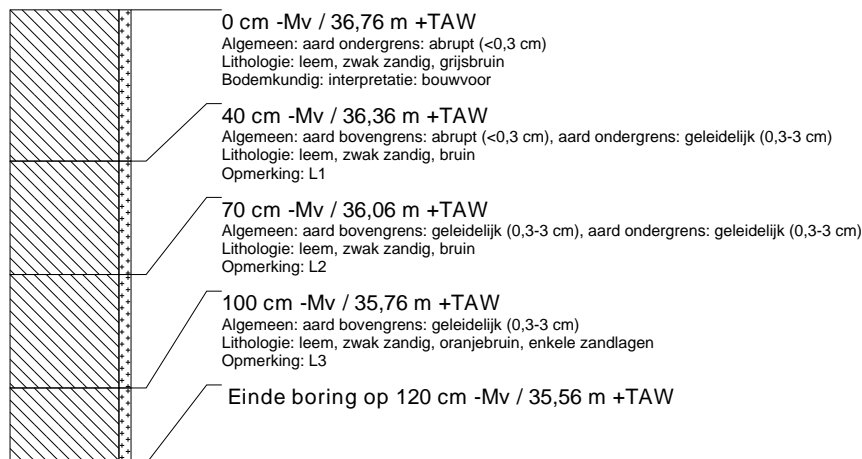 0 cm -Mv / 36,76 m +TAW
Algemeen: aard ondergrens: abrupt (<0,3 cm)
Lithologie: leem, zwak zandig, grijsbruin
Bodemkundig: interpretatie: bouwvoor
40 cm -Mv / 36,36 m +TAW
Algemeen: aard bovengrens: abrupt (<0,3 cm), aard ondergrens: geleidelijk (0,3-3 cm)
Lithologie: leem, zwak zandig, bruin
Opmerking: L1
70 cm -Mv / 36,06 m +TAW
Algemeen: aard bovengrens: geleidelijk (0,3-3 cm), aard ondergrens: geleidelijk (0,3-3 cm)
Lithologie: leem, zwak zandig, bruin
Opmerking: L2
100 cm -Mv / 35,76 m +TAW
Algemeen: aard bovengrens: geleidelijk (0,3-3 cm)
Lithologie: leem, zwak zandig, oranjebruin, enkele zandlagen
Opmerking: L3
Einde boring op 120 cm -Mv / 35,56 m +TAW